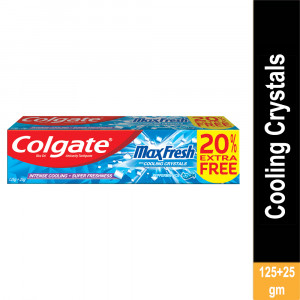 Colgate
MaxFresh
COOLING CRYSTALS
INTENSE COOLING + SUPER FRESHNESS
20%
EXTRA
FREE
Cooling Crystals
125+25
gm